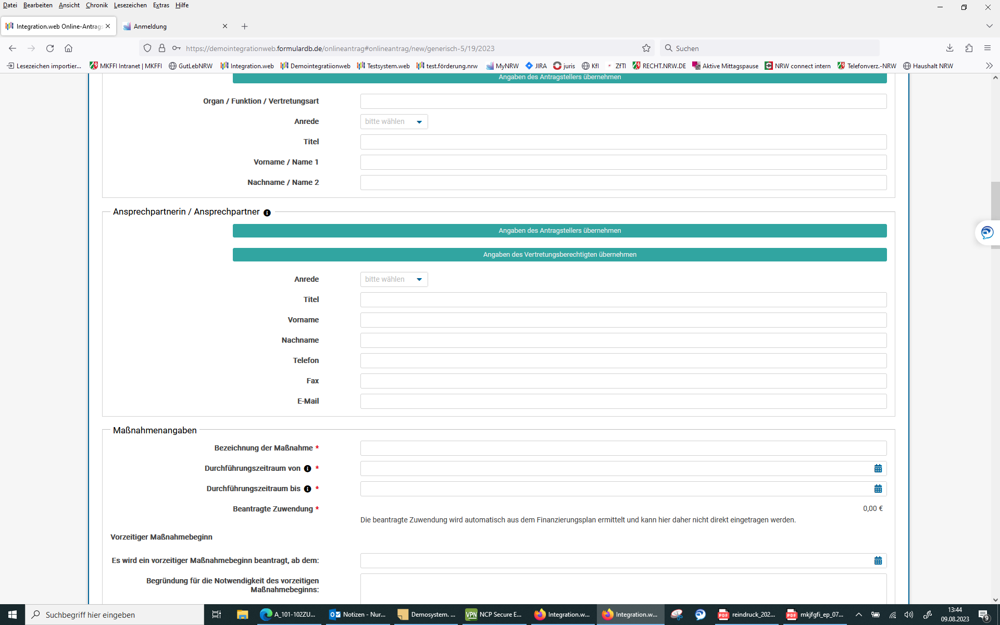 Datei Bearbeiten Ansicht Chronik Lesezeichen Extras Hilfe
Integration.web Online-Antrags
Anmeldung
https://demointegrationweb.formulardb.de/onlineantrag#onlineantrag/new/generisch-5/19/2023
Suchen
Lesezeichen importier... MKFFI Intranet | MKFFI GutLebNRW Integration.web Demointegratiionweb Testsystem.web test.förderung.nrw MyNRW JIRA juris KfI ZfTI RECHT.NRW.DE Aktive Mittagspause NRW connect intern Telefonverz.-NRW Haushalt NRW
Angaben des Antragstellers übernehmen
Organ / Funktion / Vertretungsart
Anrede bitte wählen
Titel
Vorname / Name 1
Nachname / Name 2
Ansprechpartnerin / Ansprechpartner
Angaben des Antragstellers übernehmen
Angaben des Vertretungsberechtigten übernehmen
Anrede bitte wählen
Titel
Vorname
Nachname
Telefon
Fax
E-Mail
Maßnahmenangaben
Bezeichnung der Maßnahme *
Durchführungszeitraum von *
Durchführungszeitraum bis *
Beantragte Zuwendung * 0,00 €
Die beantragte Zuwendung wird automatisch aus dem Finanzierungsplan ermittelt und kann hier daher nicht direkt eingetragen werden.
Vorzeitiger Maßnahmebeginn
Es wird ein vorzeitiger Maßnahmebeginn beantragt, ab dem:
Begründung für die Notwendigkeit des vorzeitigen
Maßnahmebeginns:
Suchbegriff hier eingeben
A_101-102ZU...
Notizen - Nur...
Demosystem. ...
VPN NCP Secure E...
Integration.w...
Integration.w...
PDF reindruck_202...
PDF mkjfgfi_ep_07...
13:44
09.08.2023
9